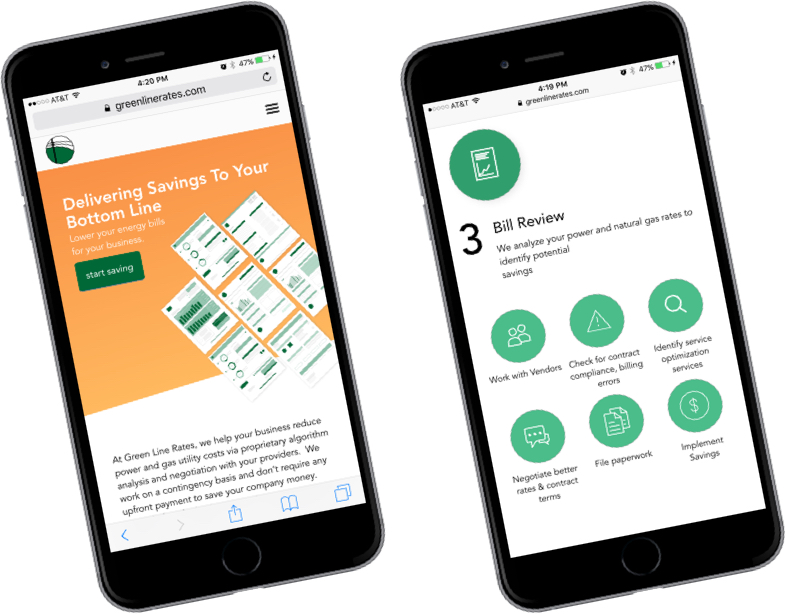 AT&T
4:20 PM
47%
greenlinerates.com
Delivering Savings To Your
Bottom Line
Lower your energy bills
for your business.
start saving
At Green Line Rates, we help your business reduce
power and gas utility costs via proprietary algorithm
analysis and negotiation with your providers.  We
work on a contingency basis and don't require any
upfront payment to save your company money.
AT&T
4:19 PM
47%
greenlinerates.com
3
Bill Review
We analyze your power and natural gas rates to
identify potential
savings
Work with Vendors
Check for contract
compliance, billing
errors
Identify service
optimization
services
Negotiate better
rates & contract
terms
File paperwork
Implement
Savings
$